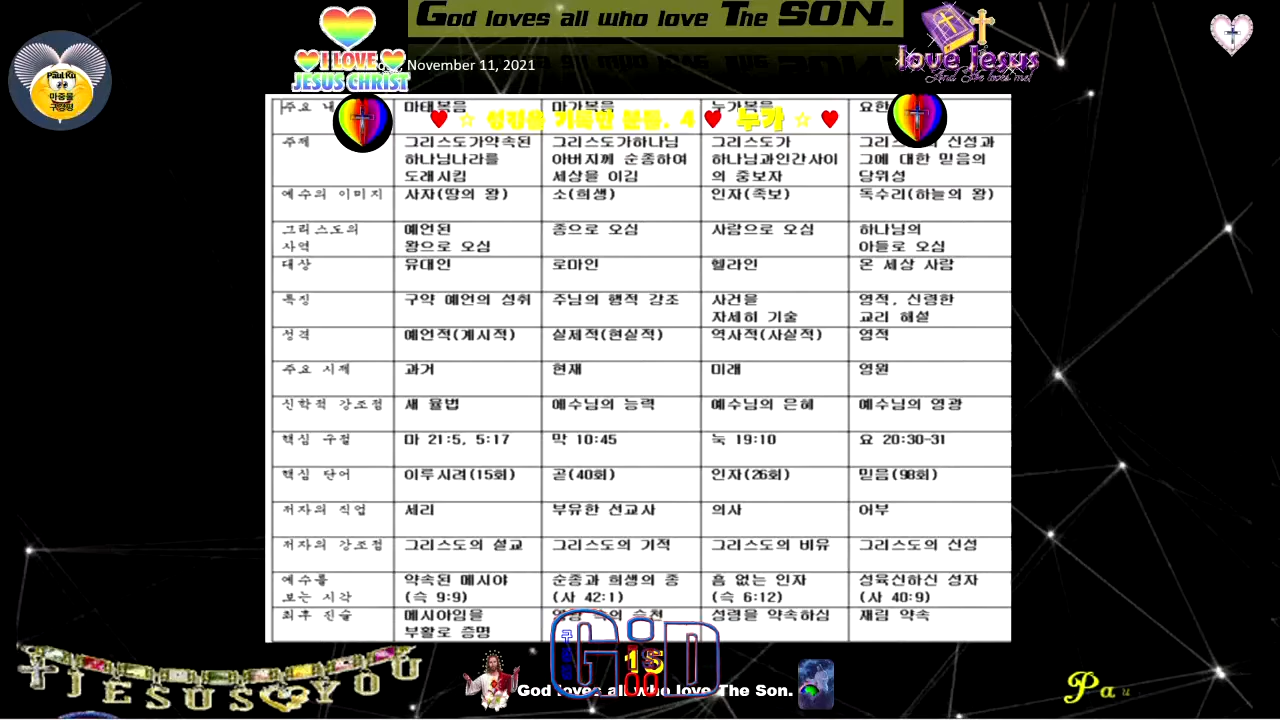 God loves all who love The SON.
I LOVE
JESUS CHRIST
November 11, 2021
love Jesus
And He loves me!
Paul Ku
마중물
구영형
주요 내 마태복음 마가복음 누가복음 요한
☆ 성경을 기록한 분들. 4 누가 ☆
주제 그리스도가약속된 그리스도가하나님 그리스도가 신성과
하나님나라를 아버지께 순종하여 하나님과인간사이 그에 대한 믿음의
도래시킴 세상을 이김 의 중보자 당위성
예수의 이미지 사자(땅의 왕) 소(희생) 인자(족보) 독수리(하늘의 왕)
그리스도의 예언된 종으로 오심 사람으로 오심 하나님의
사역 왕으로 오심 아들로 오심
대상 유대인 로마인 헬라인 온 세상 사람
특징 구약 예언의 성취 주님의 행적 강조 사건을 영적, 신령한
자세히 기술 교리 해설
성격 예언적(계시적) 실제적(현실적) 역사적(사실적) 영적
주요 시제 과거 현재 미래 영원
신학적 강조점 새 율법 예수님의 능력 예수님의 은혜 예수님의 영광
핵심 구절 마 21:5, 5:17 막 10:45 눅 19:10 요 20:30-31
핵심 단어 이루시려(15회) 곧(40회) 인자(26회) 믿음(98회)
저자의 직업 세리 부유한 선교사 의사 어부
저자의 강조점 그리스도의 설교 그리스도의 기적 그리스도의 비유 그리스도의 신성
예수를 약속된 메시야 순종과 희생의 종 흠 없는 인자 성육신하신 성자
보는 시각 (슥 9:9) (사 42:1) (슥 6:12) (사 40:9)
최후 진술 메시아임을 승천 성령을 약속하심 재림 약속
부활로 증명
GiD
1500
JESUS YOU
God loves all who love The Son.
Pau